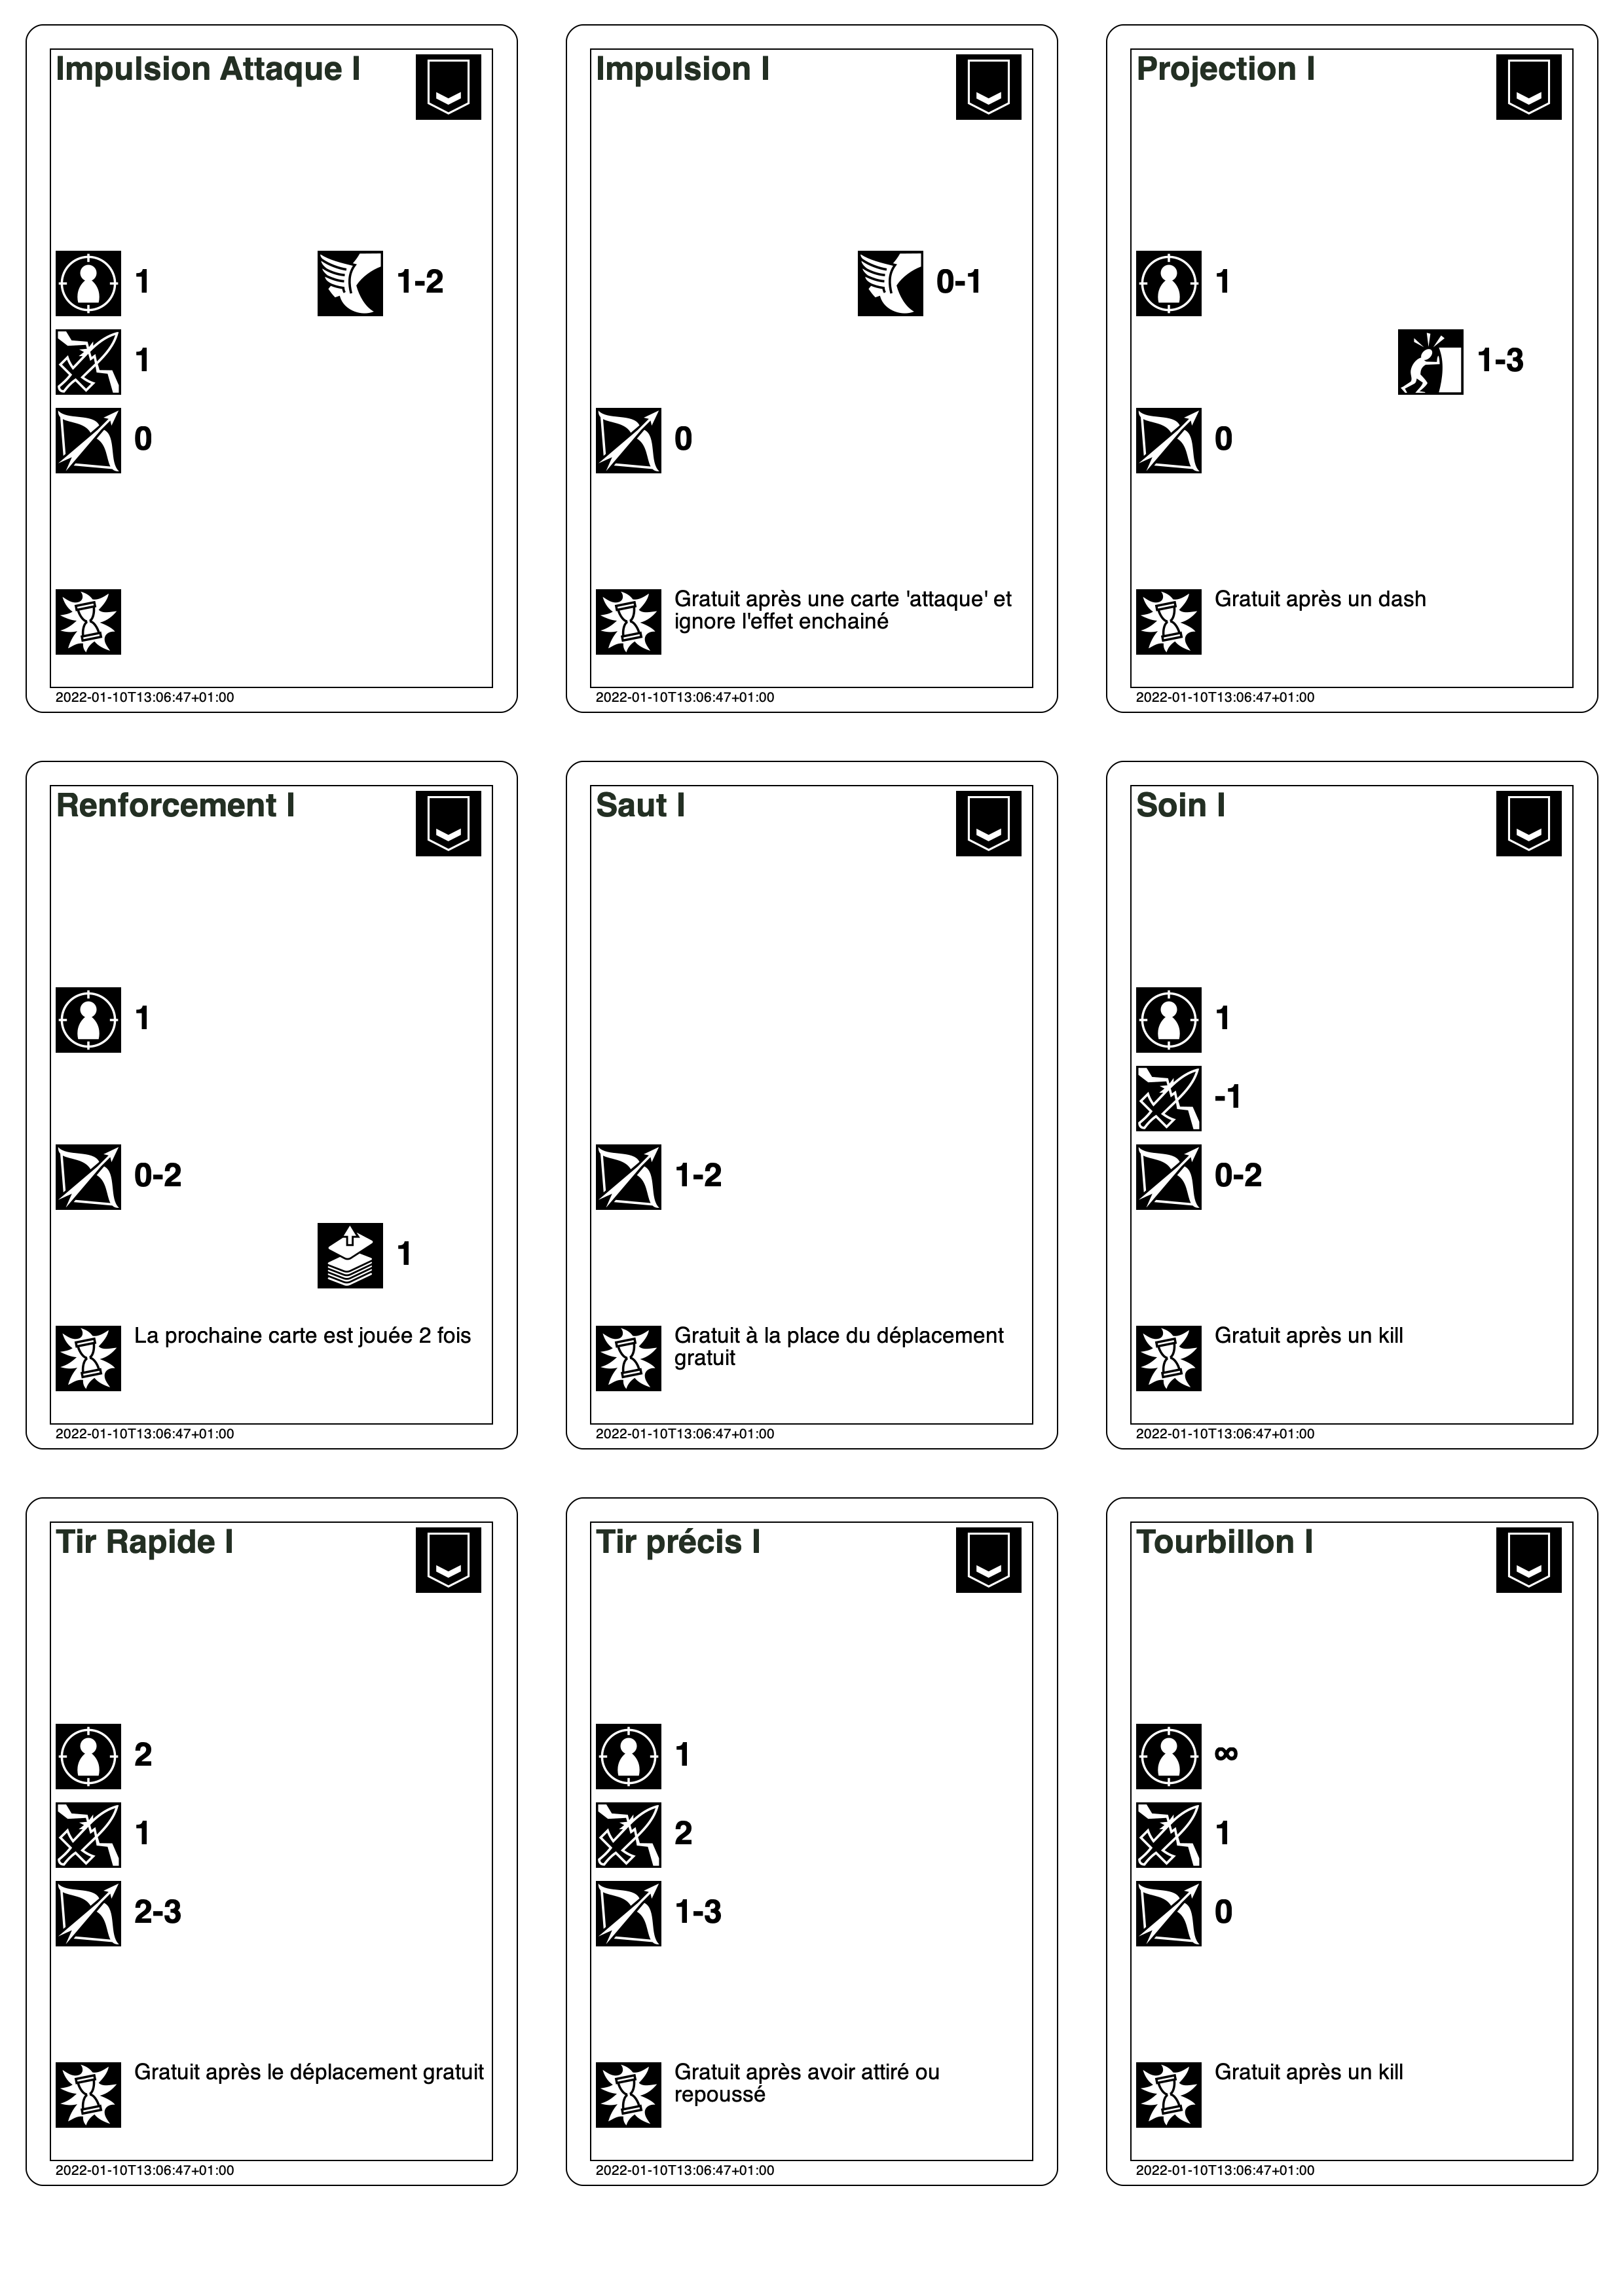 Impulsion Attaque I
1
1-2
1
0
2022-01-10T13:06:47+01:00
Impulsion I
0-1
0
Gratuit après une carte 'attaque' et
ignore l'effet enchainé
2022-01-10T13:06:47+01:00
Projection I
1
1-3
0
Gratuit après un dash
2022-01-10T13:06:47+01:00
Renforcement I
1
0-2
1
La prochaine carte est jouée 2 fois
2022-01-10T13:06:47+01:00
Saut I
1-2
Gratuit à la place du déplacement
gratuit
2022-01-10T13:06:47+01:00
Soin I
1
-1
0-2
Gratuit après un kill
2022-01-10T13:06:47+01:00
Tir Rapide I
2
1
2-3
Gratuit après le déplacement gratuit
2022-01-10T13:06:47+01:00
Tir précis I
1
2
1-3
Gratuit après avoir attiré ou
repoussé
2022-01-10T13:06:47+01:00
Tourbillon I
∞
1
0
Gratuit après un kill
2022-01-10T13:06:47+01:00